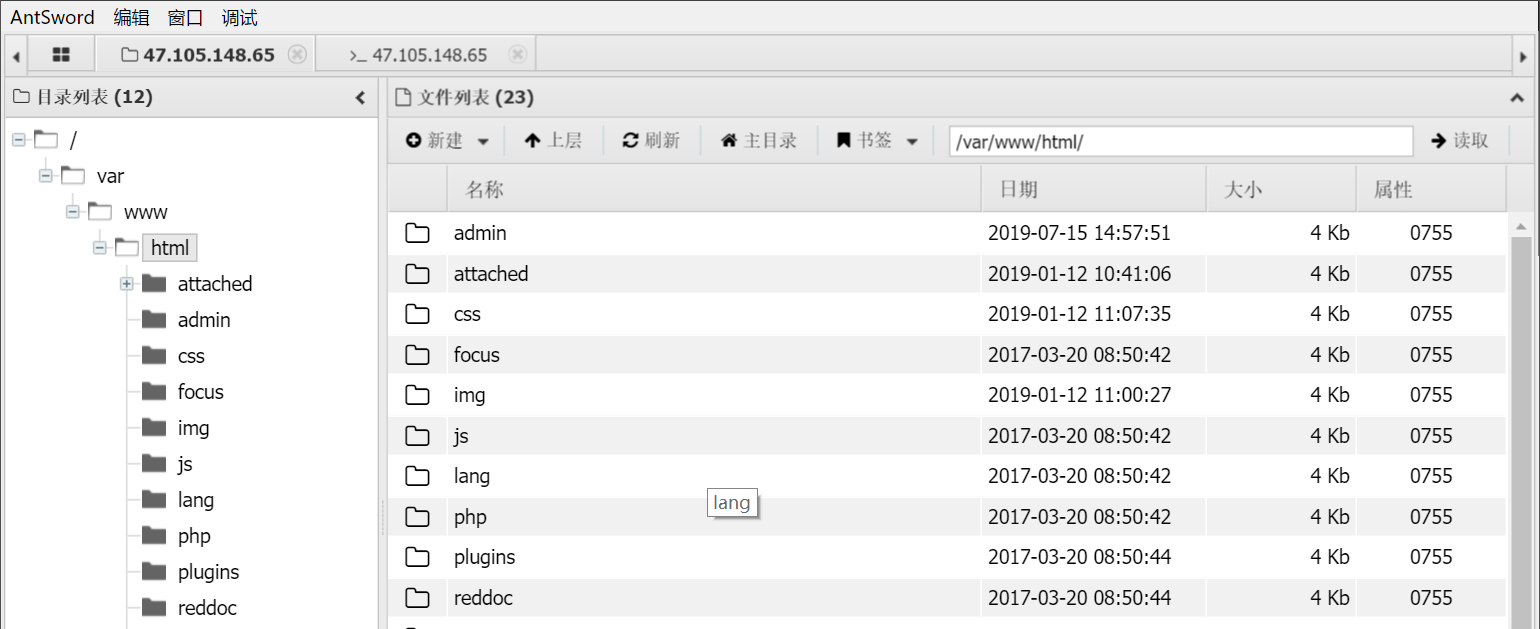 AntSword 编辑 窗口 调试
47.105.148.65 >_ 47.105.148.65
目录列表 (12)
/
var
www
html
attached
admin
css
focus
img
js
lang
php
plugins
reddoc
文件列表 (23)
新建 上层 刷新 主目录 书签 /var/www/html/ 读取
名称 日期 大小 属性
admin 2019-07-15 14:57:51 4 Kb 0755
attached 2019-01-12 10:41:06 4 Kb 0755
css 2019-01-12 11:07:35 4 Kb 0755
focus 2017-03-20 08:50:42 4 Kb 0755
img 2019-01-12 11:00:27 4 Kb 0755
js 2017-03-20 08:50:42 4 Kb 0755
lang 2017-03-20 08:50:42 4 Kb 0755
lang
php 2017-03-20 08:50:42 4 Kb 0755
plugins 2017-03-20 08:50:44 4 Kb 0755
reddoc 2017-03-20 08:50:44 4 Kb 0755